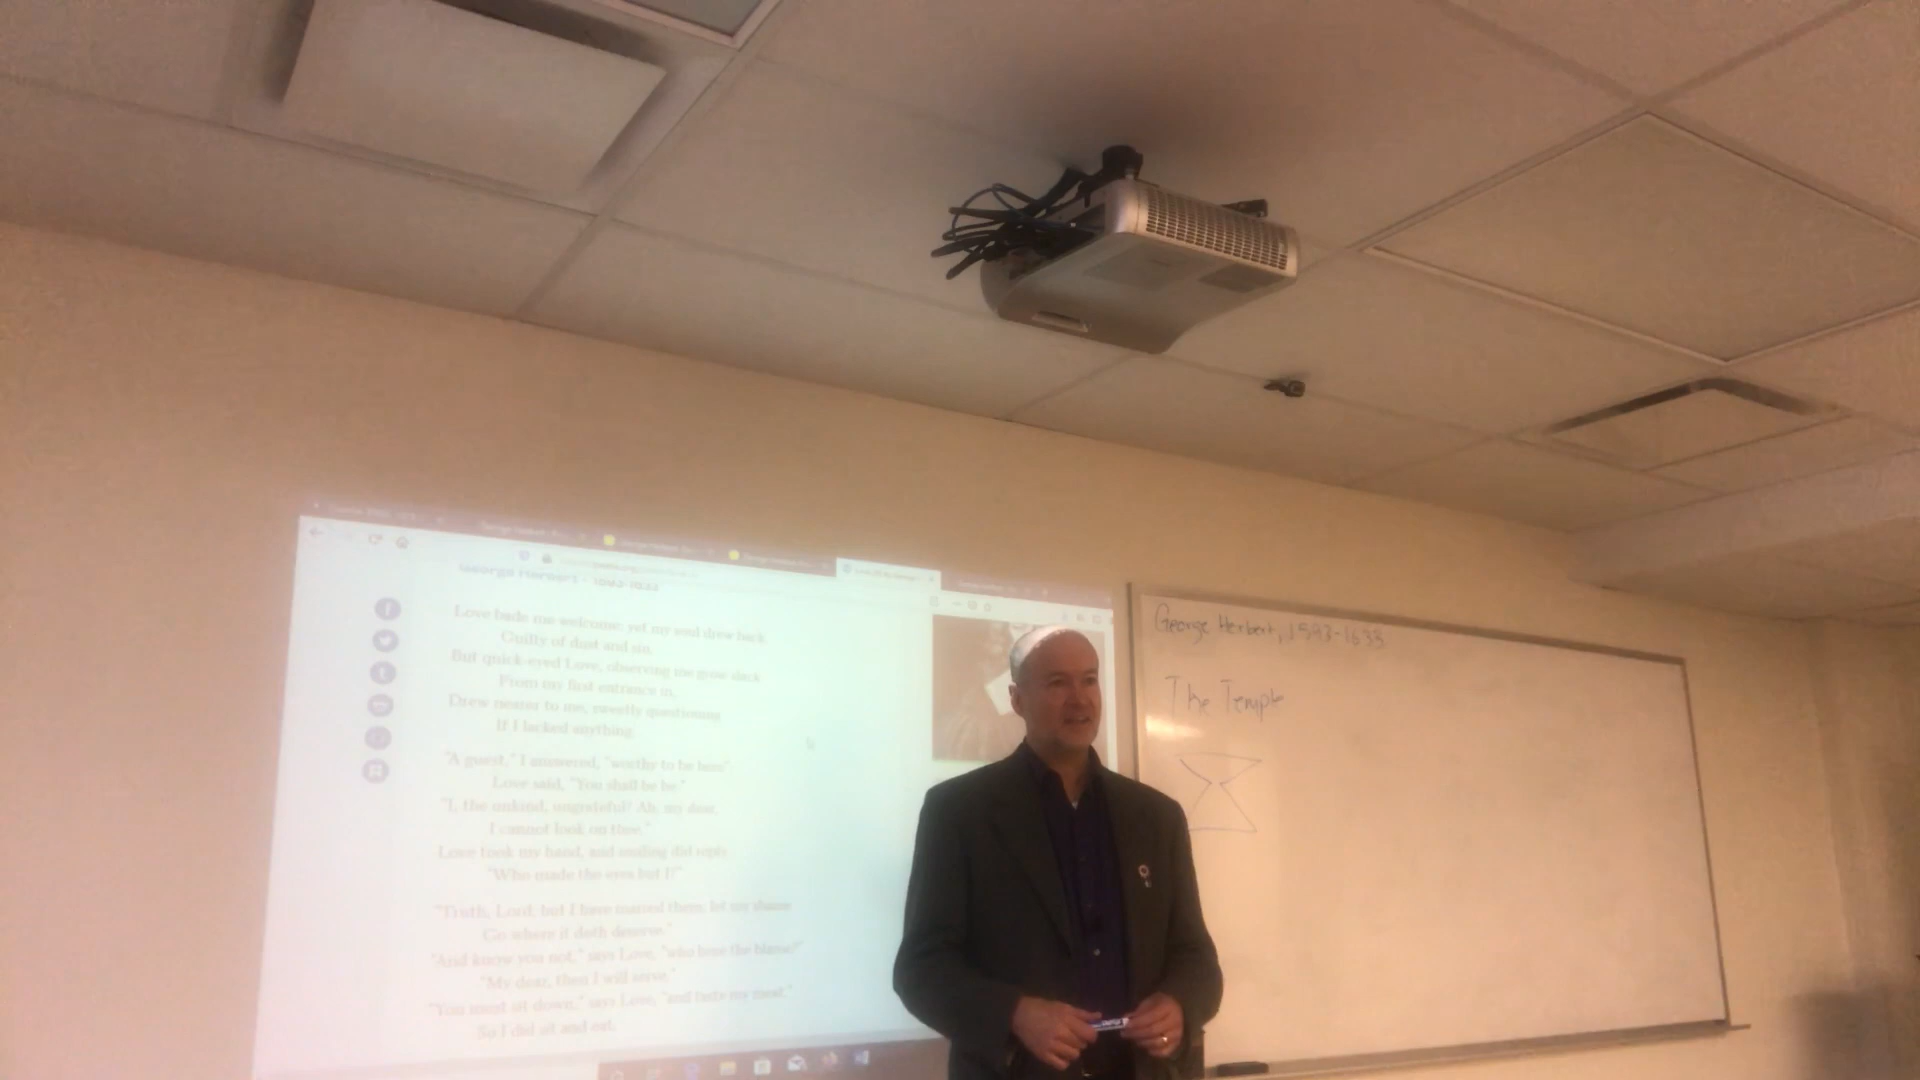 George Herbert - 1593-1633
Love bade me welcome: yet my soul drew back
Guilty of dust and sin.
But quick-eyed Love, observing me grow slack
From my first entrance in,
Drew nearer to me, sweetly questioning
If I lacked anything.
"A guest," I answered, "worthy to be here":
Love said, "You shall be he."
"I, the unkind, ungrateful? Ah, my dear,
I cannot look on thee."
Love took my hand, and smiling did reply,
"Who made the eyes but I?"
"Truth, Lord; but I have marred them; let my shame
Go where it doth deserve."
"And know you not," says Love, "who bore the blame?"
"My dear, then I will serve."
"You must sit down," says Love, "and taste my meat."
So I did sit and eat.
George Herbert, 1593-1633
The Temple